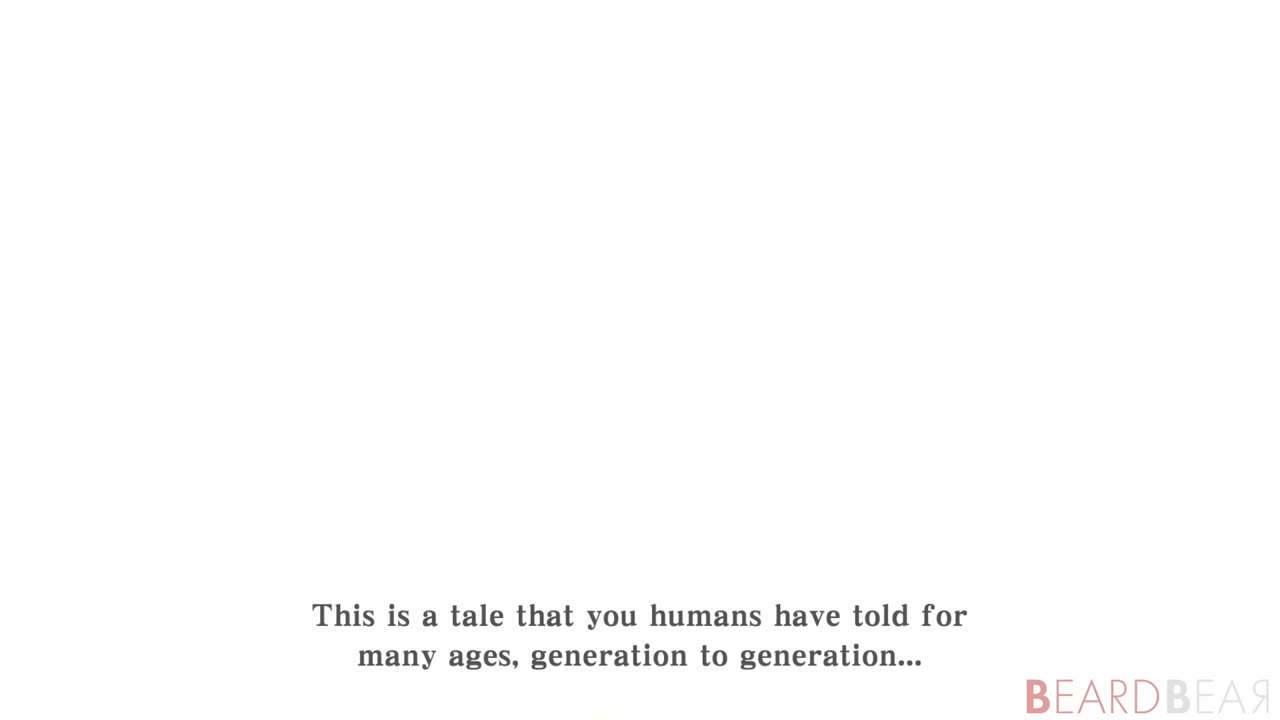 This is a tale that you humans have told for
many ages, generation to generation...
BEARDBEAR